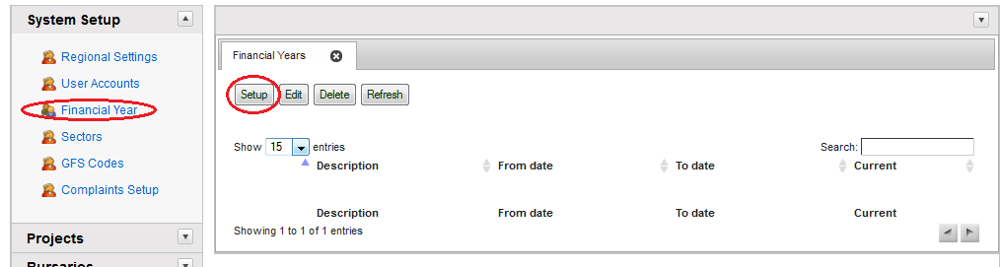 System Setup
Regional Settings
User Accounts
Financial Year
Sectors
GFS Codes
Complaints Setup
Projects
Bursaries
Financial Years
Setup Edit Delete Refresh
Show 15 entries Search:
Description From date To date Current
Description From date To date Current
Showing 1 to 1 of 1 entries